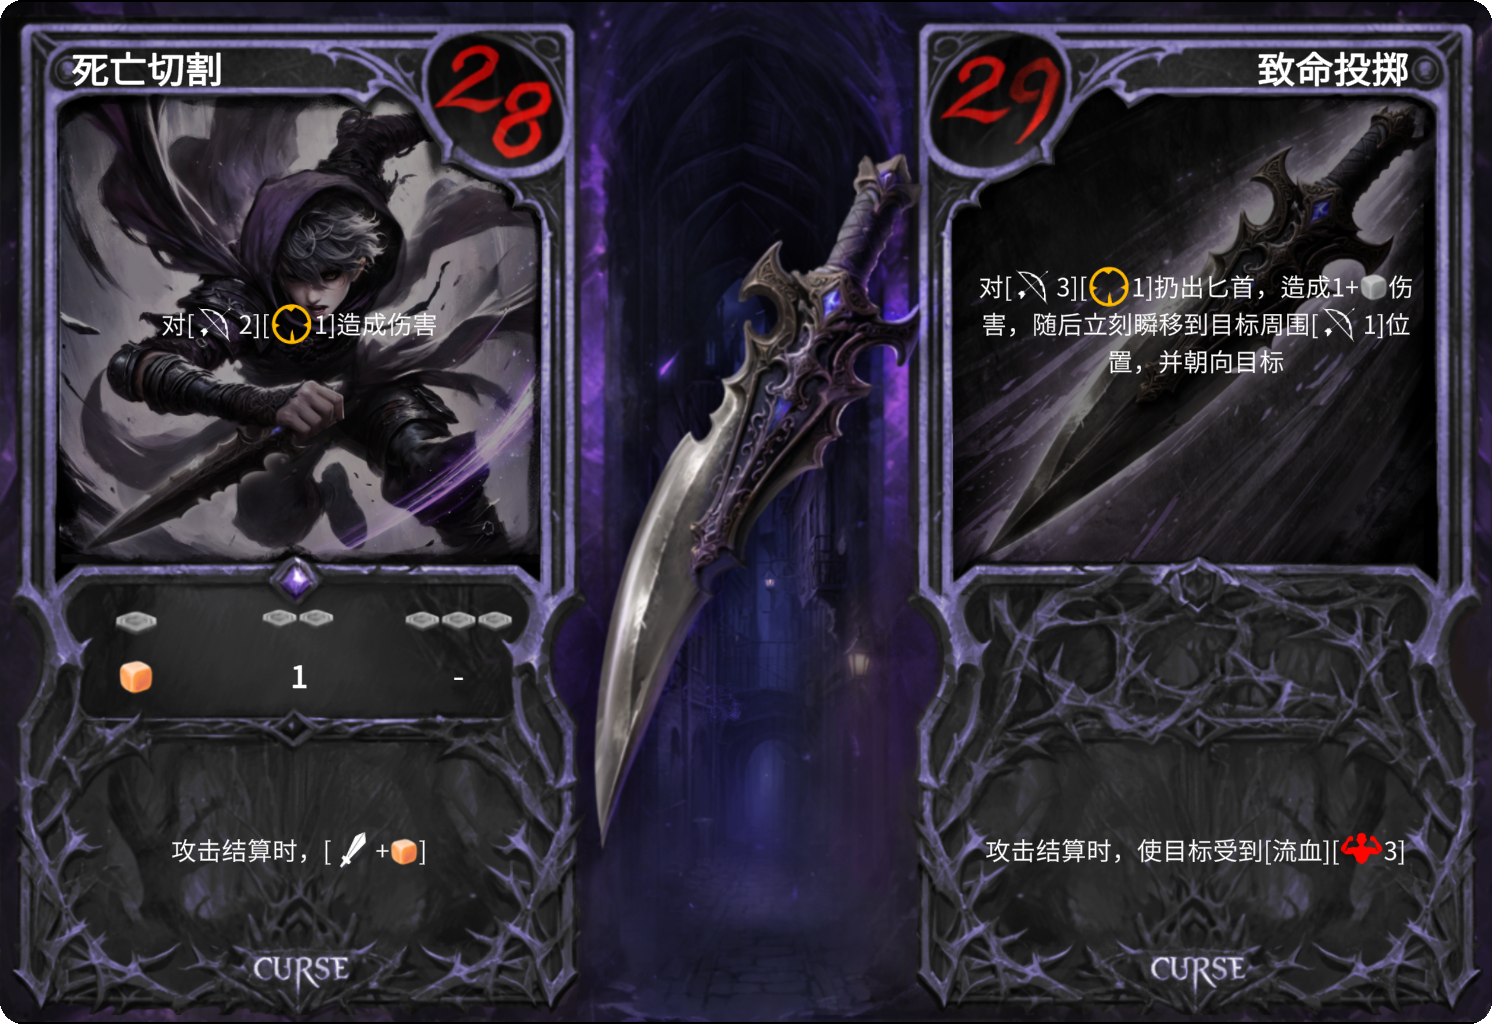 死亡切割
28
对[2][1]造成伤害
1
-
攻击结算时，[+]
CURSE
29
致命投掷
对[3][1]扔出匕首，造成1+伤
害，随后立刻瞬移到目标周围[1]位
置，并朝向目标
攻击结算时，使目标受到[流血][3]
CURSE